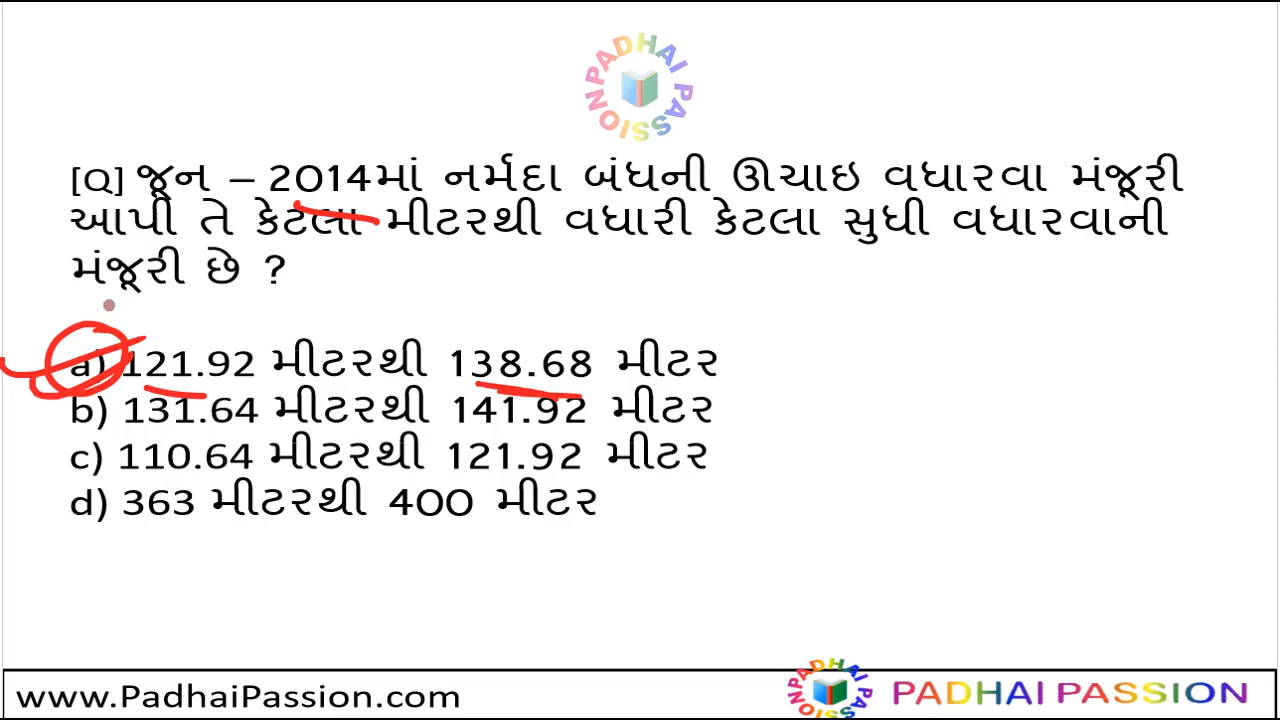 PADHAI PASSION
[Q] જૂન – 2014માં નર્મદા બંધની ઊચાઇ વધારવા મંજૂરી
આપી તે કેટલા મીટરથી વધારી કેટલા સુધી વધારવાની
મંજૂરી છે ?
a) 121.92 મીટરથી 138.68 મીટર
b) 131.64 મીટરથી 141.92 મીટર
c) 110.64 મીટરથી 121.92 મીટર
d) 363 મીટરથી 400 મીટર
www.PadhaiPassion.com
PADHAI PASSION
PADHAI PASSION